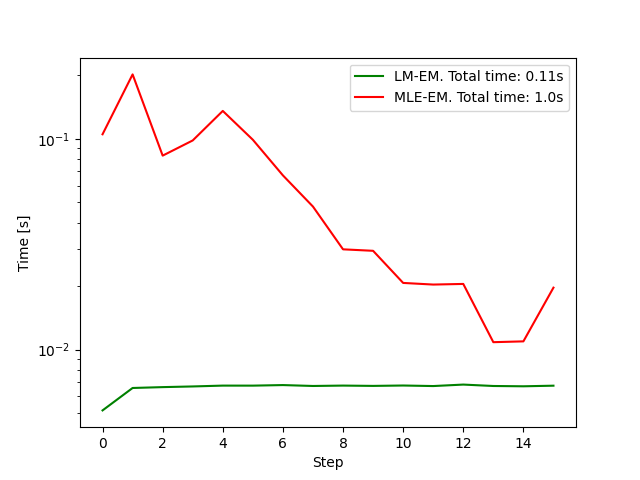 LM-EM. Total time: 0.11s
MLE-EM. Total time: 1.0s
10⁻¹
10⁻²
Time [s]
0 2 4 6 8 10 12 14
Step